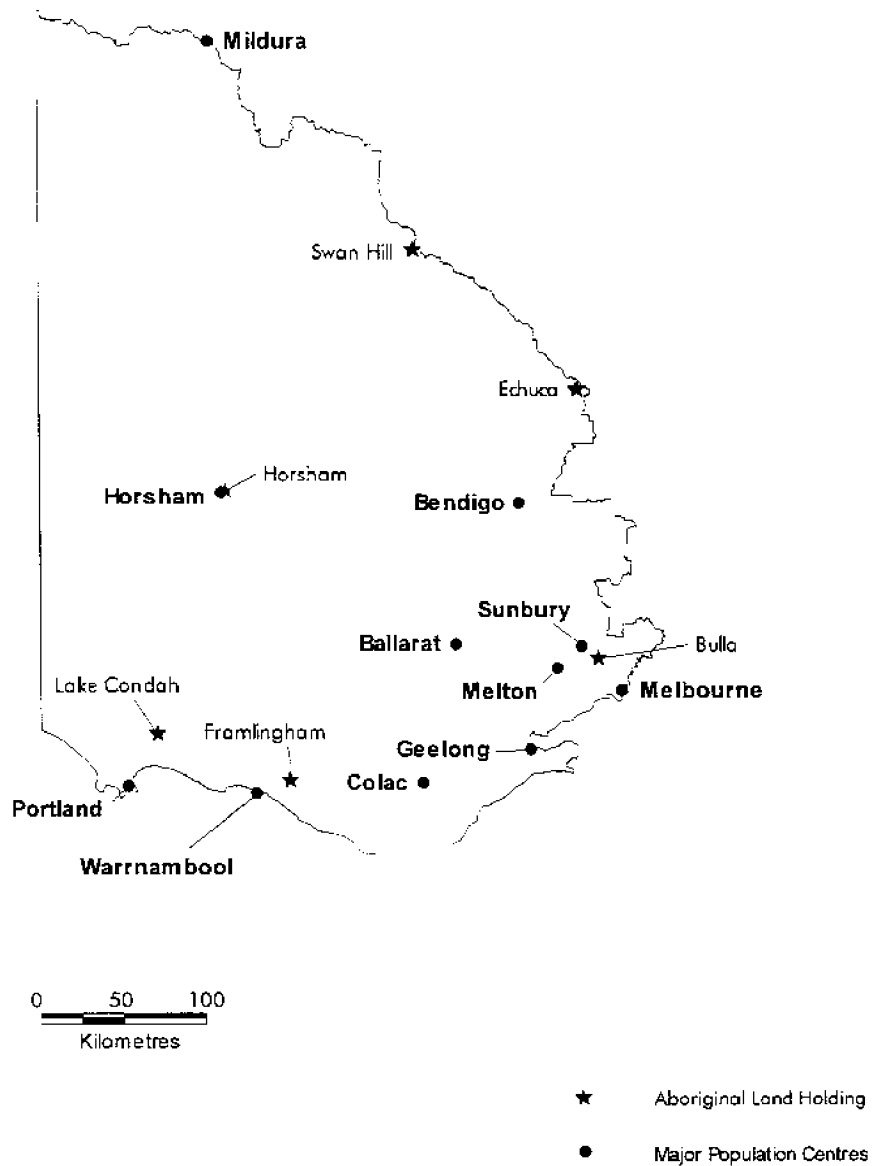 Mildura
Swan Hill
Echuca
Horsham
Horsham
Bendigo
Sunbury
Ballarat
Bulla
Melton
Melbourne
Lake Condah
Framlingham
Geelong
Colac
Portland
Warrnambool
0 50 100
Kilometres
Aboriginal Land Holding
Major Population Centres